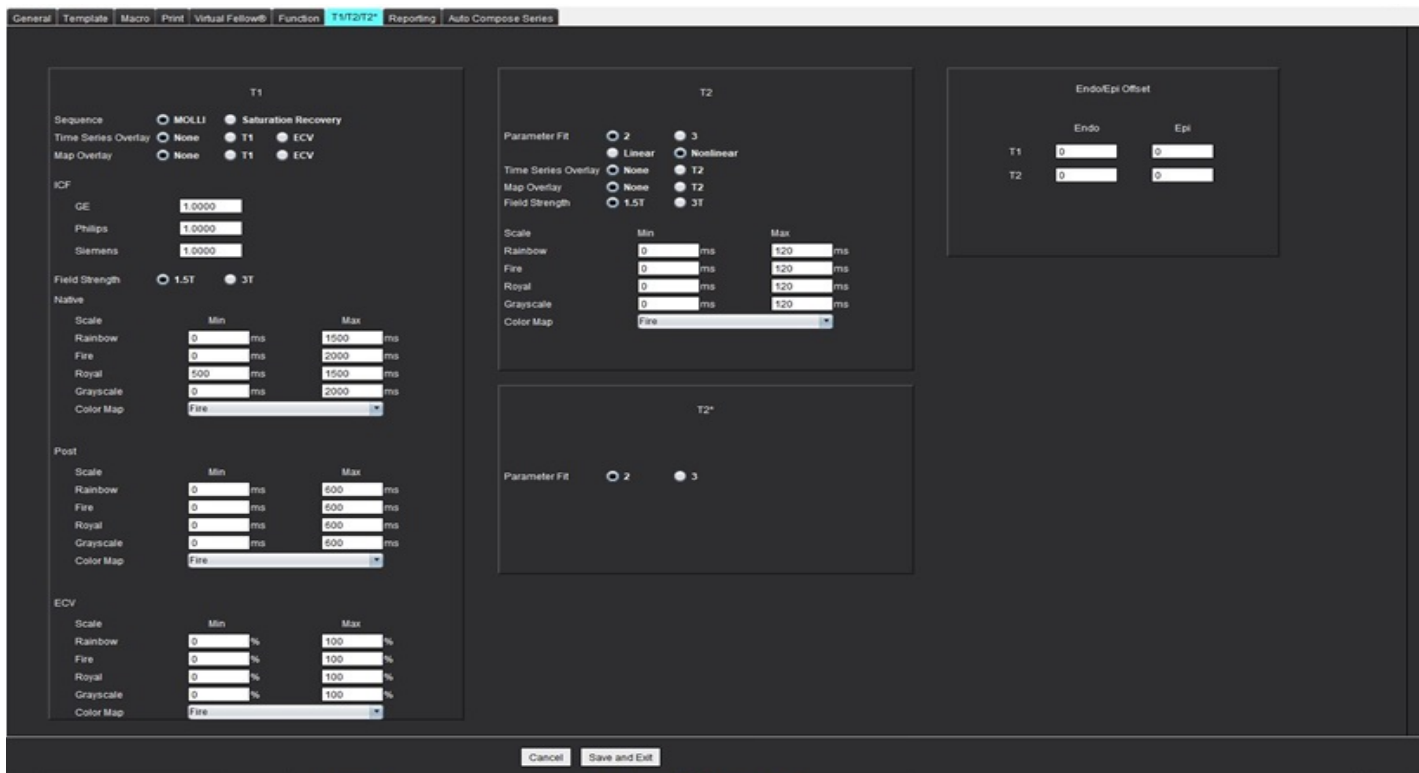 General Template Macro Print Virtual Fellow® Function T1/T2/T2* Reporting Auto Compose Series
T1
Sequence MOLLI Saturation Recovery
Time Series Overlay None T1 ECV
Map Overlay None T1 ECV
ICF
GE 1.0000
Philips 1.0000
Siemens 1.0000
Field Strength 1.5T 3T
Native
Scale Min Max
Rainbow 0 ms 1500 ms
Fire 0 ms 2000 ms
Royal 500 ms 1500 ms
Grayscale 0 ms 2000 ms
Color Map Fire
Post
Scale Min Max
Rainbow 0 ms 600 ms
Fire 0 ms 600 ms
Royal 0 ms 600 ms
Grayscale 0 ms 600 ms
Color Map Fire
ECV
Scale Min Max
Rainbow 0 % 100 %
Fire 0 % 100 %
Royal 0 % 100 %
Grayscale 0 % 100 %
Color Map Fire
T2
Parameter Fit 2 3
Linear Nonlinear
Time Series Overlay None T2
Map Overlay None T2
Field Strength 1.5T 3T
Scale Min Max
Rainbow 0 ms 120 ms
Fire 0 ms 120 ms
Royal 0 ms 120 ms
Grayscale 0 ms 120 ms
Color Map Fire
T2*
Parameter Fit 2 3
Endo/Epi Offset
Endo Epi
T1 0 0
T2 0 0
Cancel Save and Exit